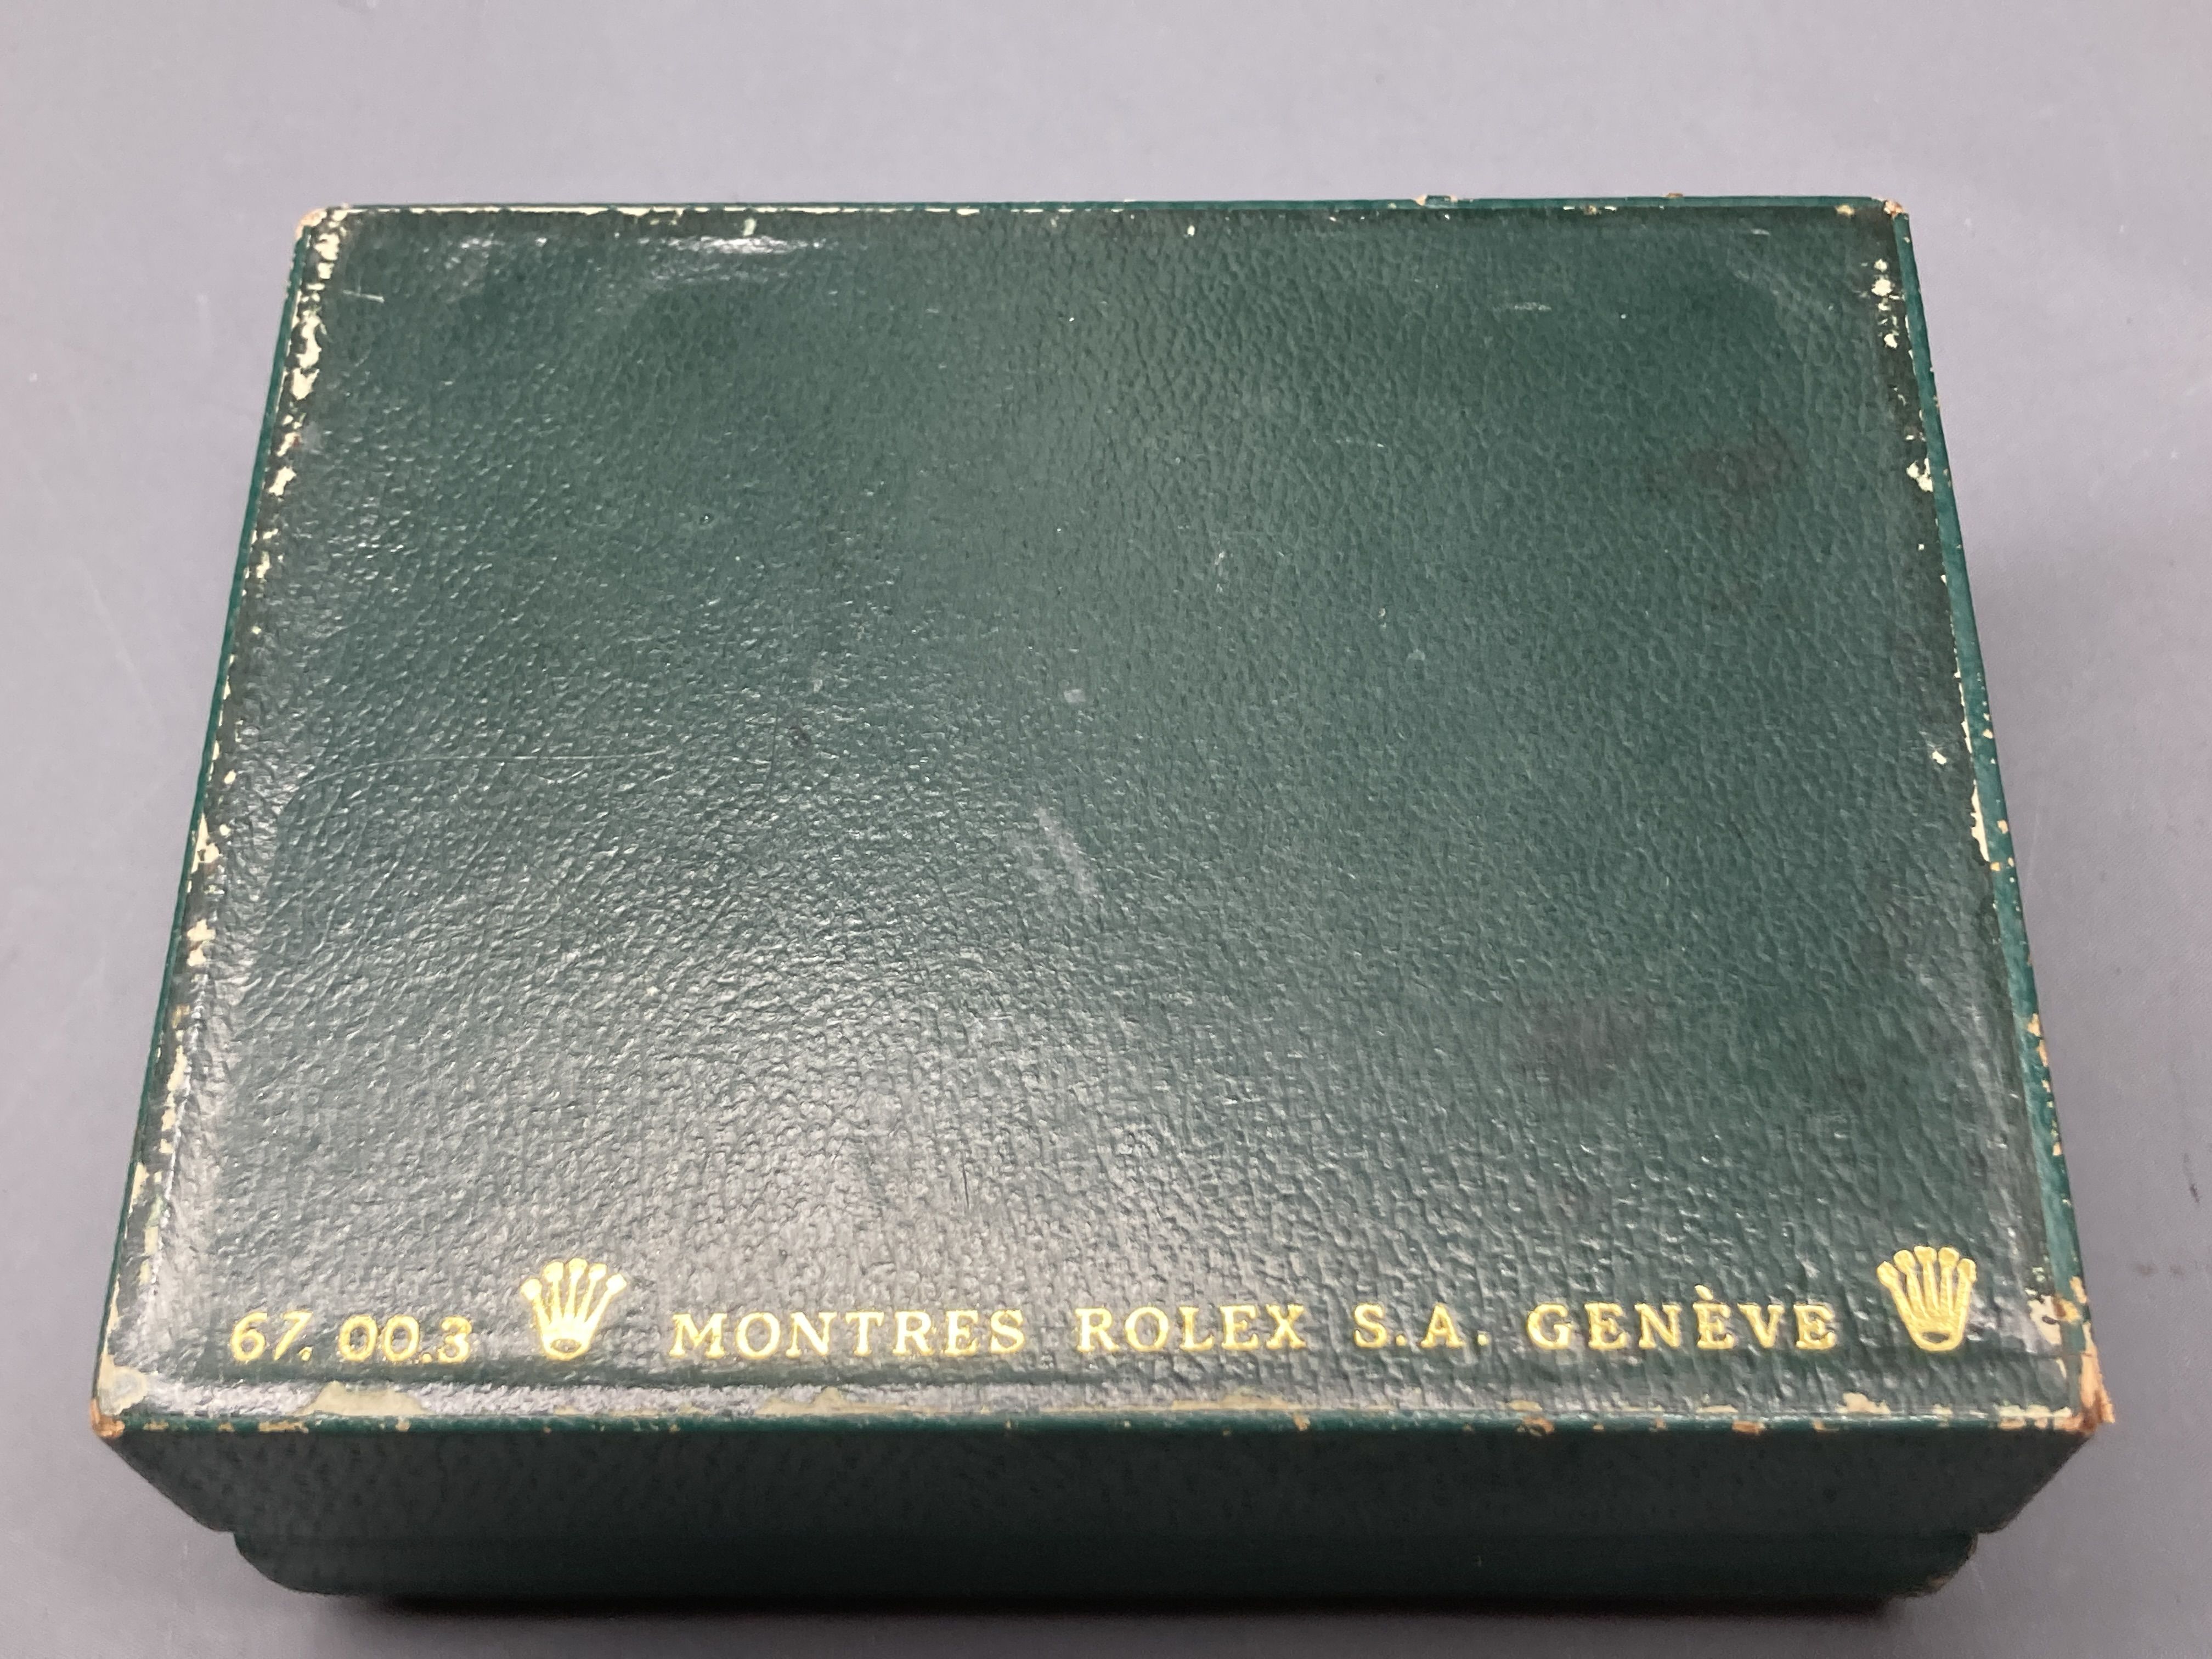 67. 00.3 MONTRES ROLEX S.A. GENÈVE